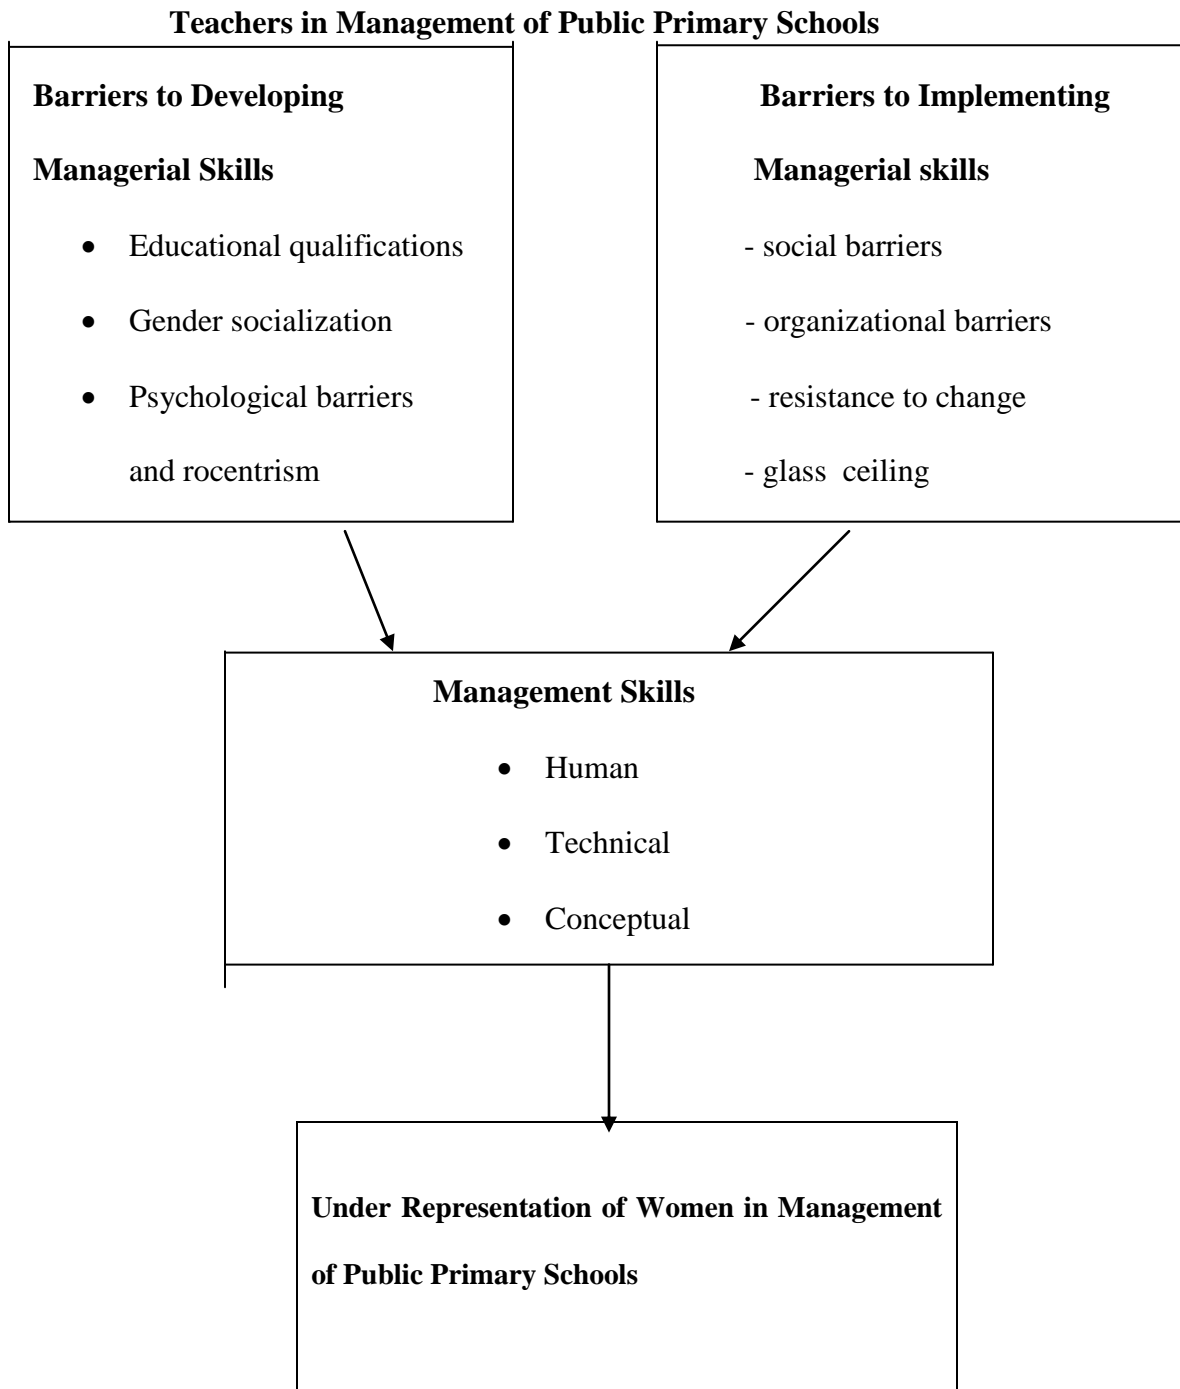 Teachers in Management of Public Primary Schools
Barriers to Developing
Managerial Skills
• Educational qualifications
• Gender socialization
• Psychological barriers
and rocentrism
Barriers to Implementing
Managerial skills
- social barriers
- organizational barriers
- resistance to change
- glass ceiling
Management Skills
• Human
• Technical
• Conceptual
Under Representation of Women in Management
of Public Primary Schools